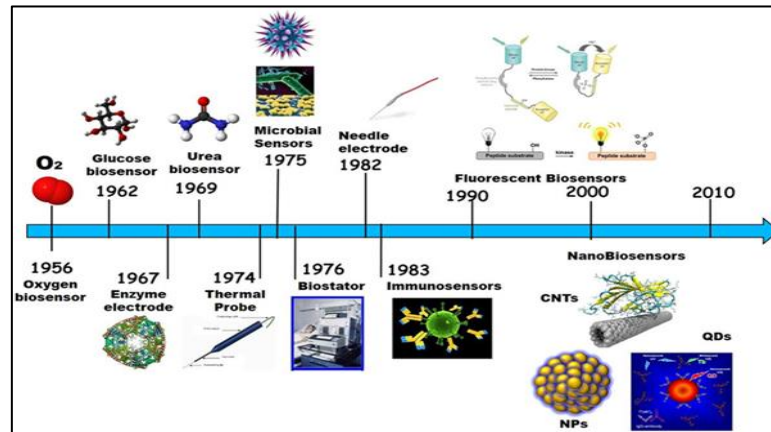 O₂
Glucose
biosensor
1962
Urea
biosensor
1969
Microbial
Sensors
1975
Needle
electrode
1982
OH
Peptide substrate
Kinase
Peptide substrate
Fluorescent Biosensors
1990
2000
2010
1956
Oxygen
biosensor
1967
Enzyme
electrode
1974
Thermal
Probe
1976
Biostator
1983
Immunosensors
NanoBiosensors
CNTs
QDs
NPs